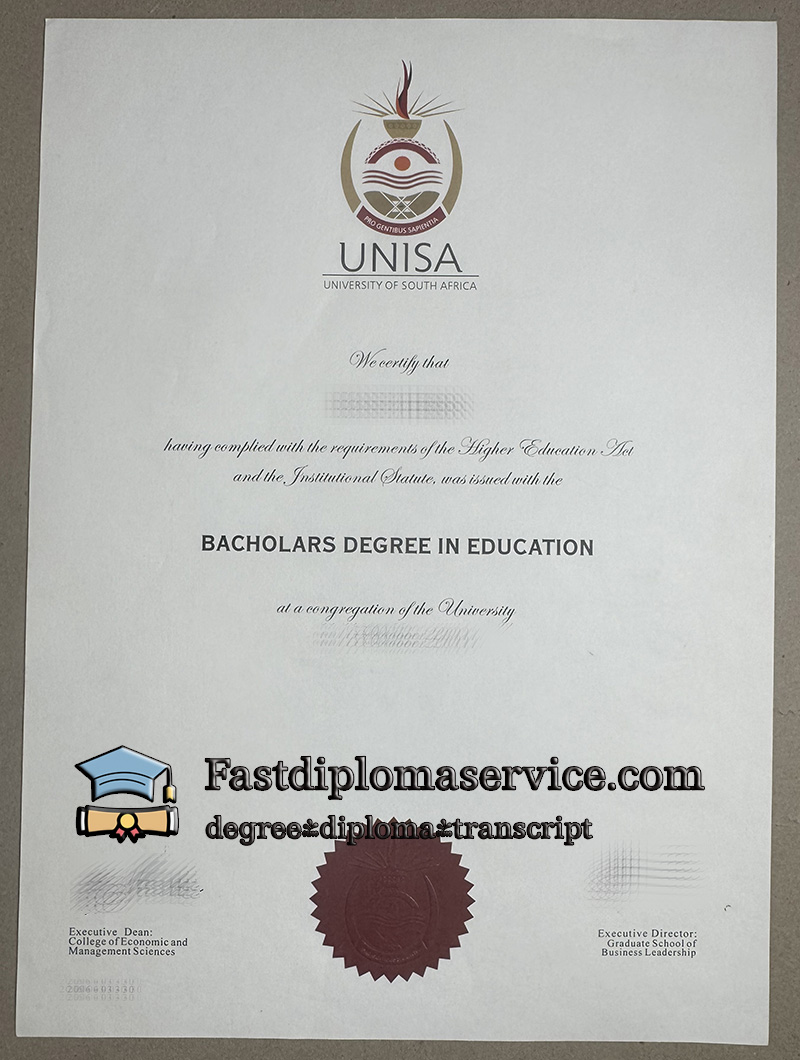 PRO GENTIBUS SAPIENTIA
UNISA
UNIVERSITY OF SOUTH AFRICA
We certify that
having complied with the requirements of the Higher Education Act
and the Institutional Statute, was issued with the
BACHOLARS DEGREE IN EDUCATION
at a congregation of the University
Fastdiplomaservice.com
degree*diploma*transcript
Executive Dean:
College of Economic and
Management Sciences
Executive Director:
Graduate School of
Business Leadership